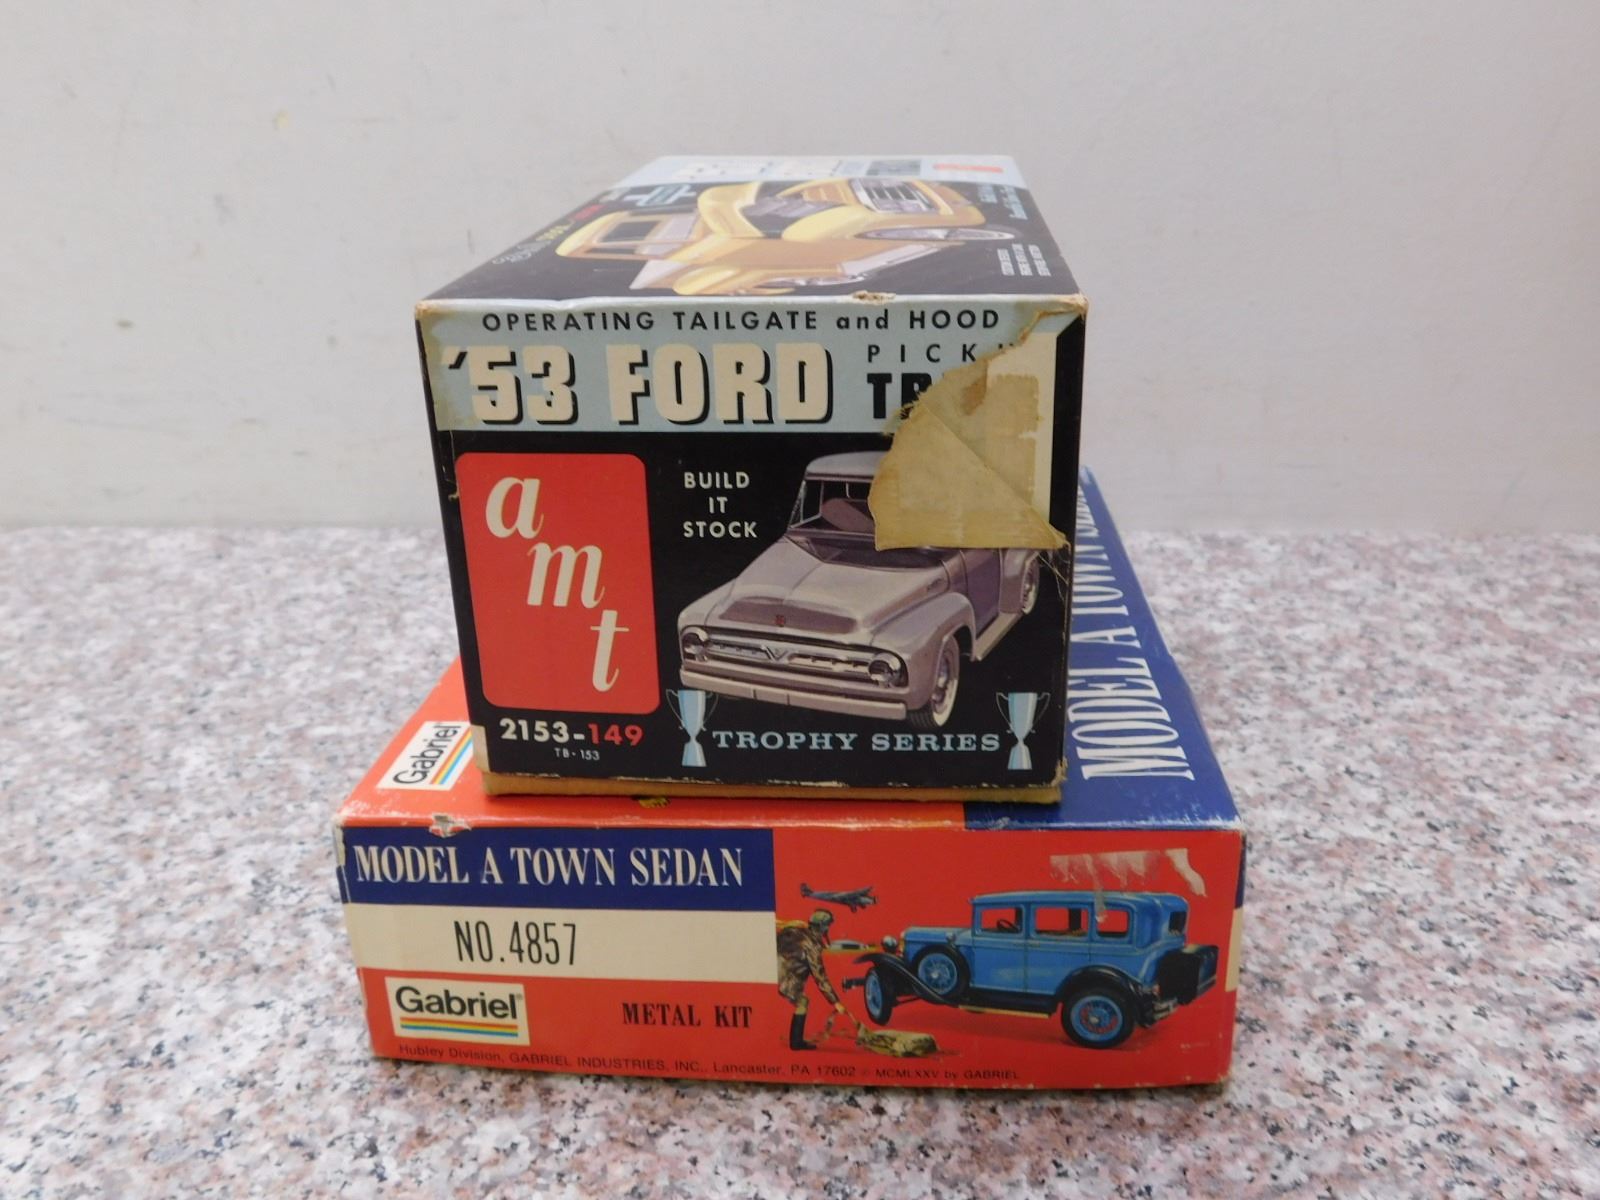 OPERATING TAILGATE and HOOD
'53 FORD
PICK
amt
BUILD
IT
STOCK
2153-149
TB-153
TROPHY SERIES
Gabriel
MODEL A TOWN
MODEL A TOWN SEDAN
NO. 4857
Gabriel®
METAL KIT
Hubley Division, GABRIEL INDUSTRIES, INC., Lancaster, PA 17602 © MCMLXXV by GABRIEL